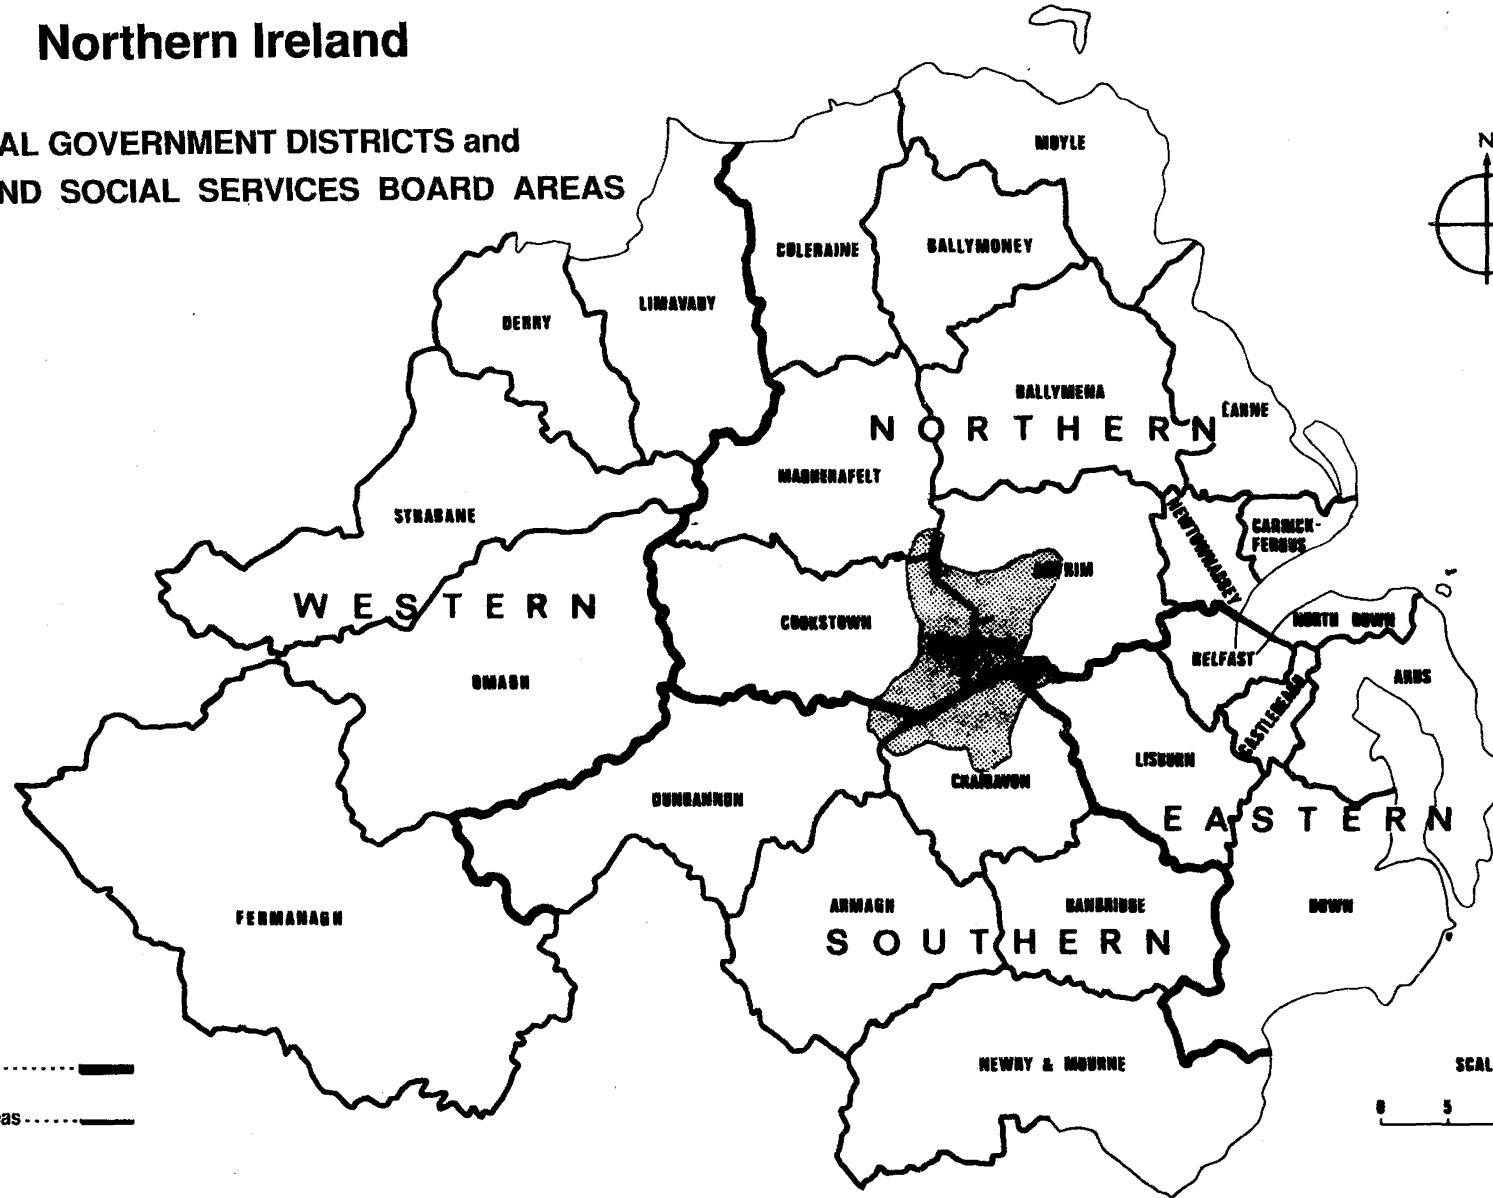 Northern Ireland
AL GOVERNMENT DISTRICTS and
ND SOCIAL SERVICES BOARD AREAS
N
MOYLE
COLERAINE
BALLYMONEY
LIMAVADY
DERRY
BALLYMENA
LARNE
NORTHERN
MAGHERAFELT
STRABANE
NEWTOWNABBEY
CARRICK-
FERGUS
ANTRIM
WESTERN
COOKSTOWN
NORTH DOWN
BELFAST
OMAGH
ARDS
CASTLEREAGH
LISBURN
CRAIGAVON
DUNGANNON
EASTERN
ARMAGH
BANBRIDGE
DOWN
FERMANAGH
SOUTHERN
NEWRY & MOURNE
SCAL
eas
0 5